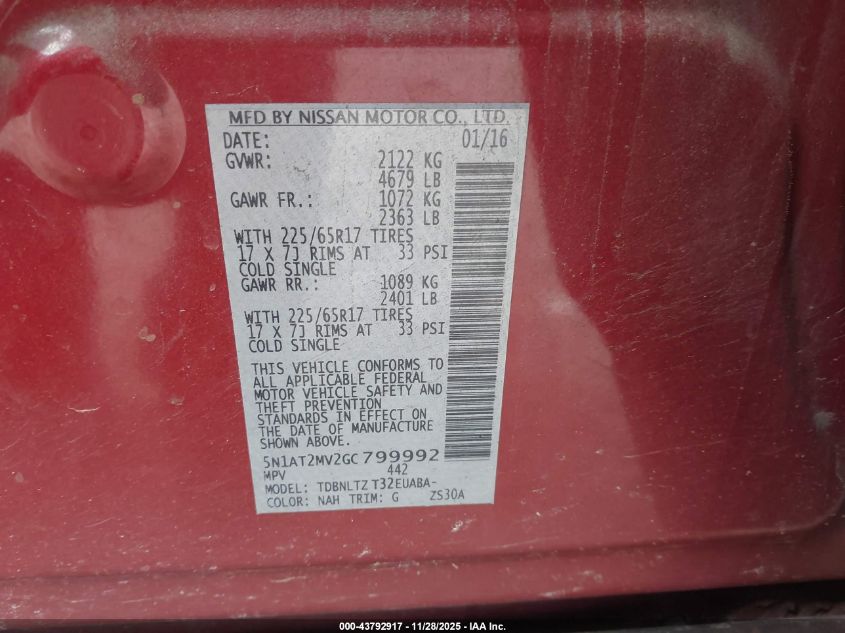 MFD BY NISSAN MOTOR CO., LTD.
DATE: 01/16
GVWR: 2122 KG
4679 LB
GAWR FR.: 1072 KG
2363 LB
WITH 225/65R17 TIRES
17 X 7J RIMS AT 33 PSI
COLD SINGLE
GAWR RR.: 1089 KG
2401 LB
WITH 225/65R17 TIRES
17 X 7J RIMS AT 33 PSI
COLD SINGLE
THIS VEHICLE CONFORMS TO
ALL APPLICABLE FEDERAL
MOTOR VEHICLE SAFETY AND
THEFT PREVENTION
STANDARDS IN EFFECT ON
THE DATE OF MANUFACTURE
SHOWN ABOVE.
5N1AT2MV2GC799992
MPV 442
MODEL: TDBNLTZ T32EUABA-
COLOR: NAH TRIM: G ZS30A
000-43792917 - 11/28/2025 - IAA Inc.